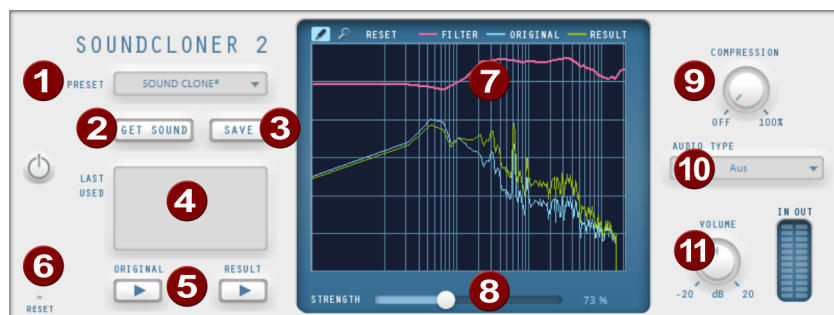 SOUNDCLONER 2
1
PRESET
SOUND CLONE*
2
GET SOUND
SAVE
3
LAST
USED
4
6
RESET
ORIGINAL
5
RESULT
RESET
FILTER
ORIGINAL
RESULT
7
STRENGTH
8
73 %
COMPRESSION
9
OFF
100%
AUDIO TYPE
10
Aus
VOLUME
11
-20
dB
20
IN OUT